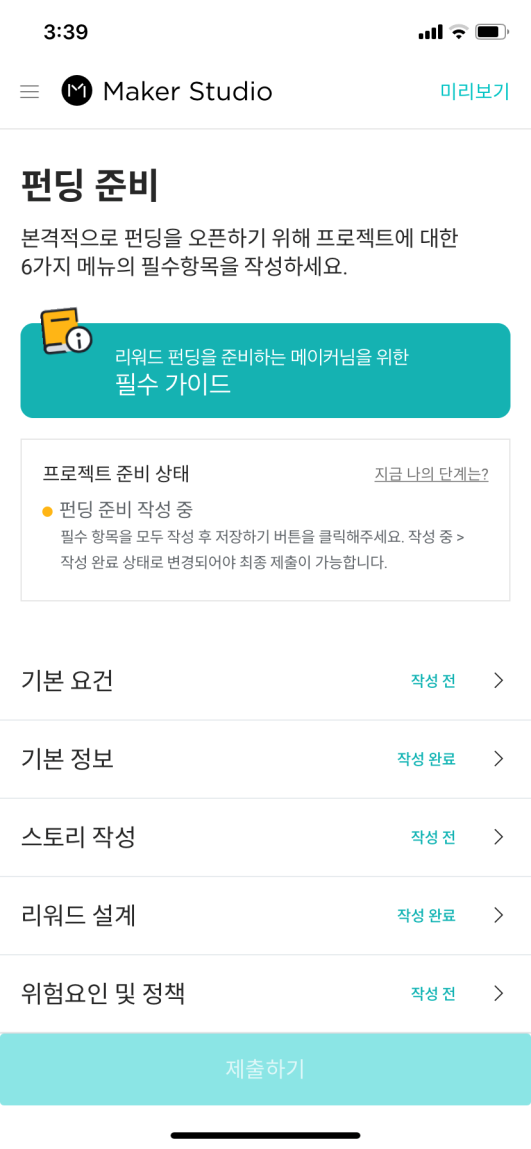 3:39
Maker Studio
미리보기
펀딩 준비
본격적으로 펀딩을 오픈하기 위해 프로젝트에 대한
6가지 메뉴의 필수항목을 작성하세요.
리워드 펀딩을 준비하는 메이커님을 위한
필수 가이드
프로젝트 준비 상태
지금 나의 단계는?
펀딩 준비 작성 중
필수 항목을 모두 작성 후 저장하기 버튼을 클릭해주세요. 작성 중 >
작성 완료 상태로 변경되어야 최종 제출이 가능합니다.
기본 요건 작성 전
기본 정보 작성 완료
스토리 작성 작성 전
리워드 설계 작성 완료
위험요인 및 정책 작성 전
제출하기